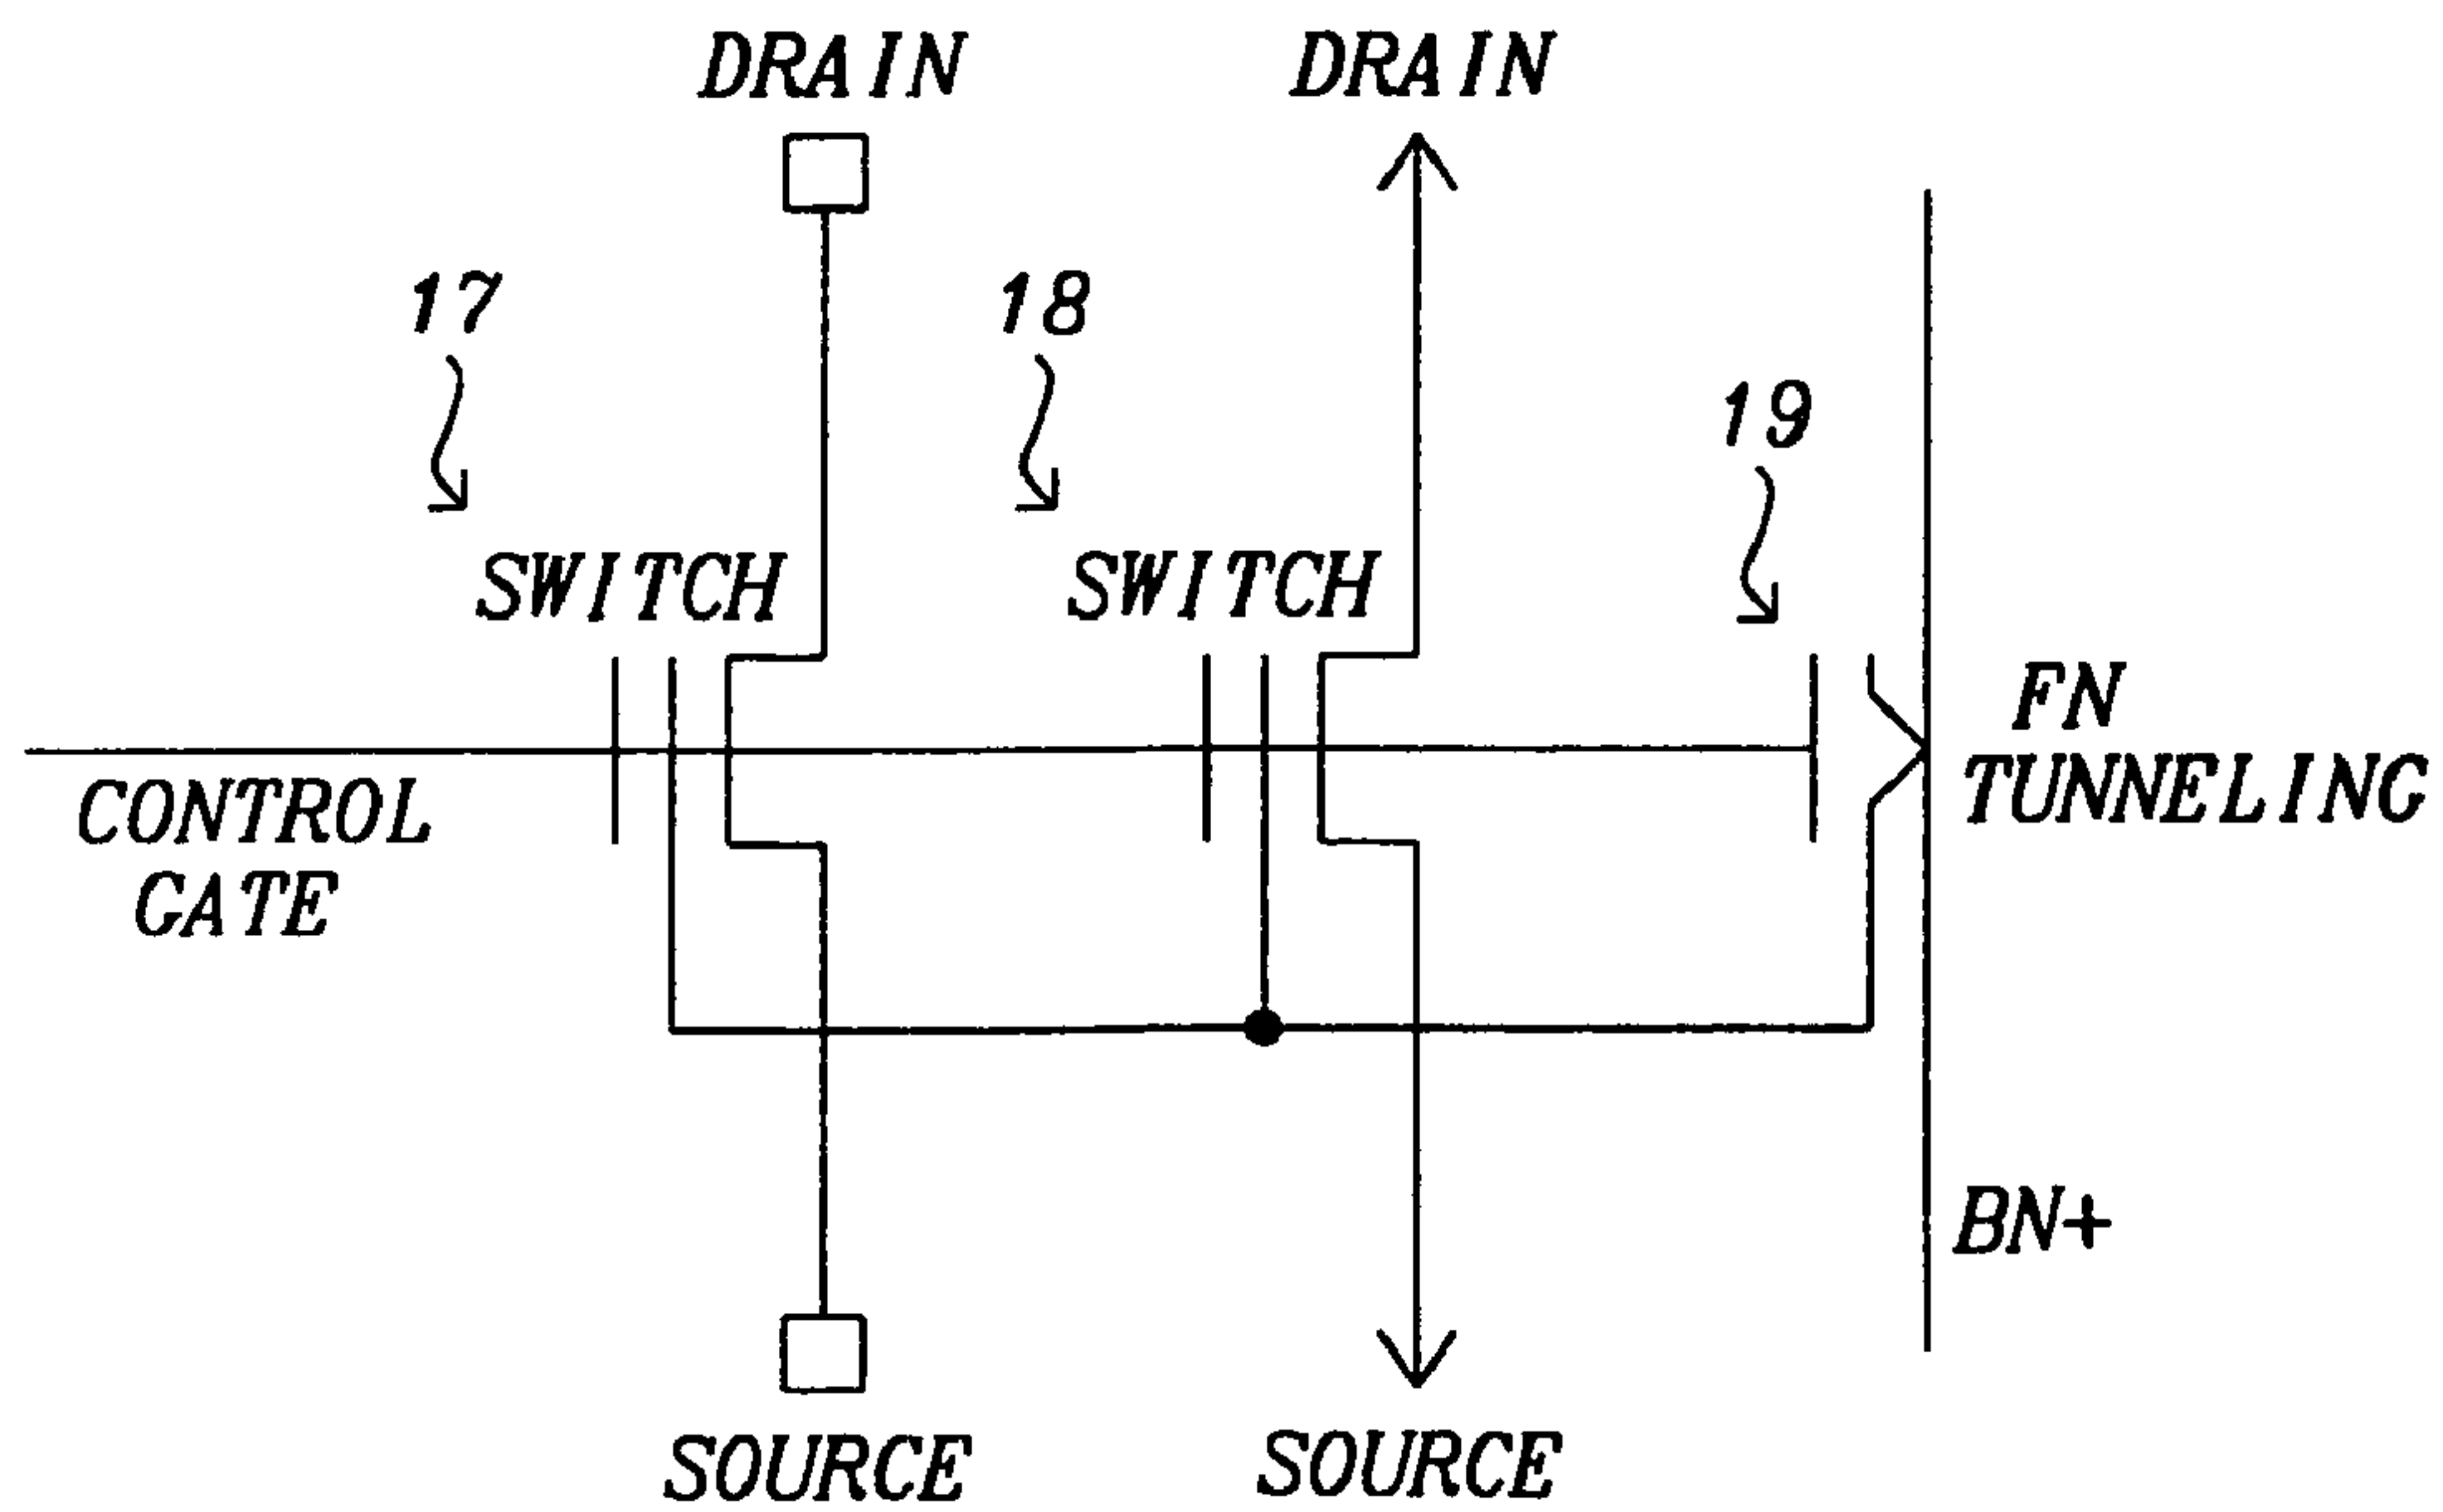 DRAIN DRAIN
17 18
19
SWITCH SWITCH
FN
TUNNELING
CONTROL
GATE
BN+
SOURCE SOURCE